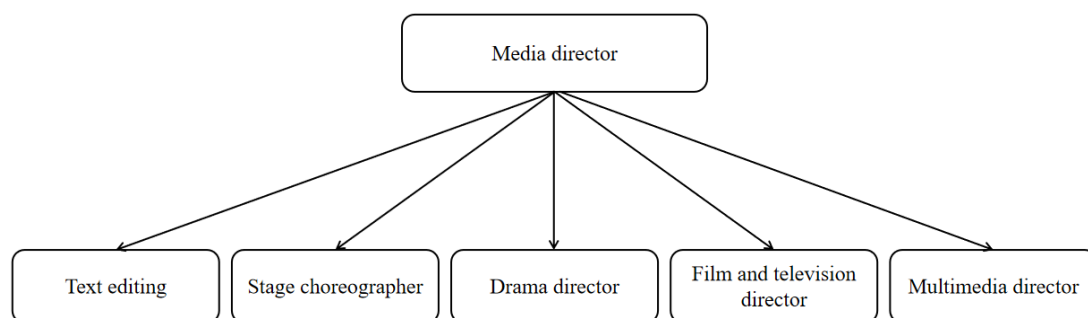 Media director
Text editing
Stage choreographer
Drama director
Film and television
director
Multimedia director